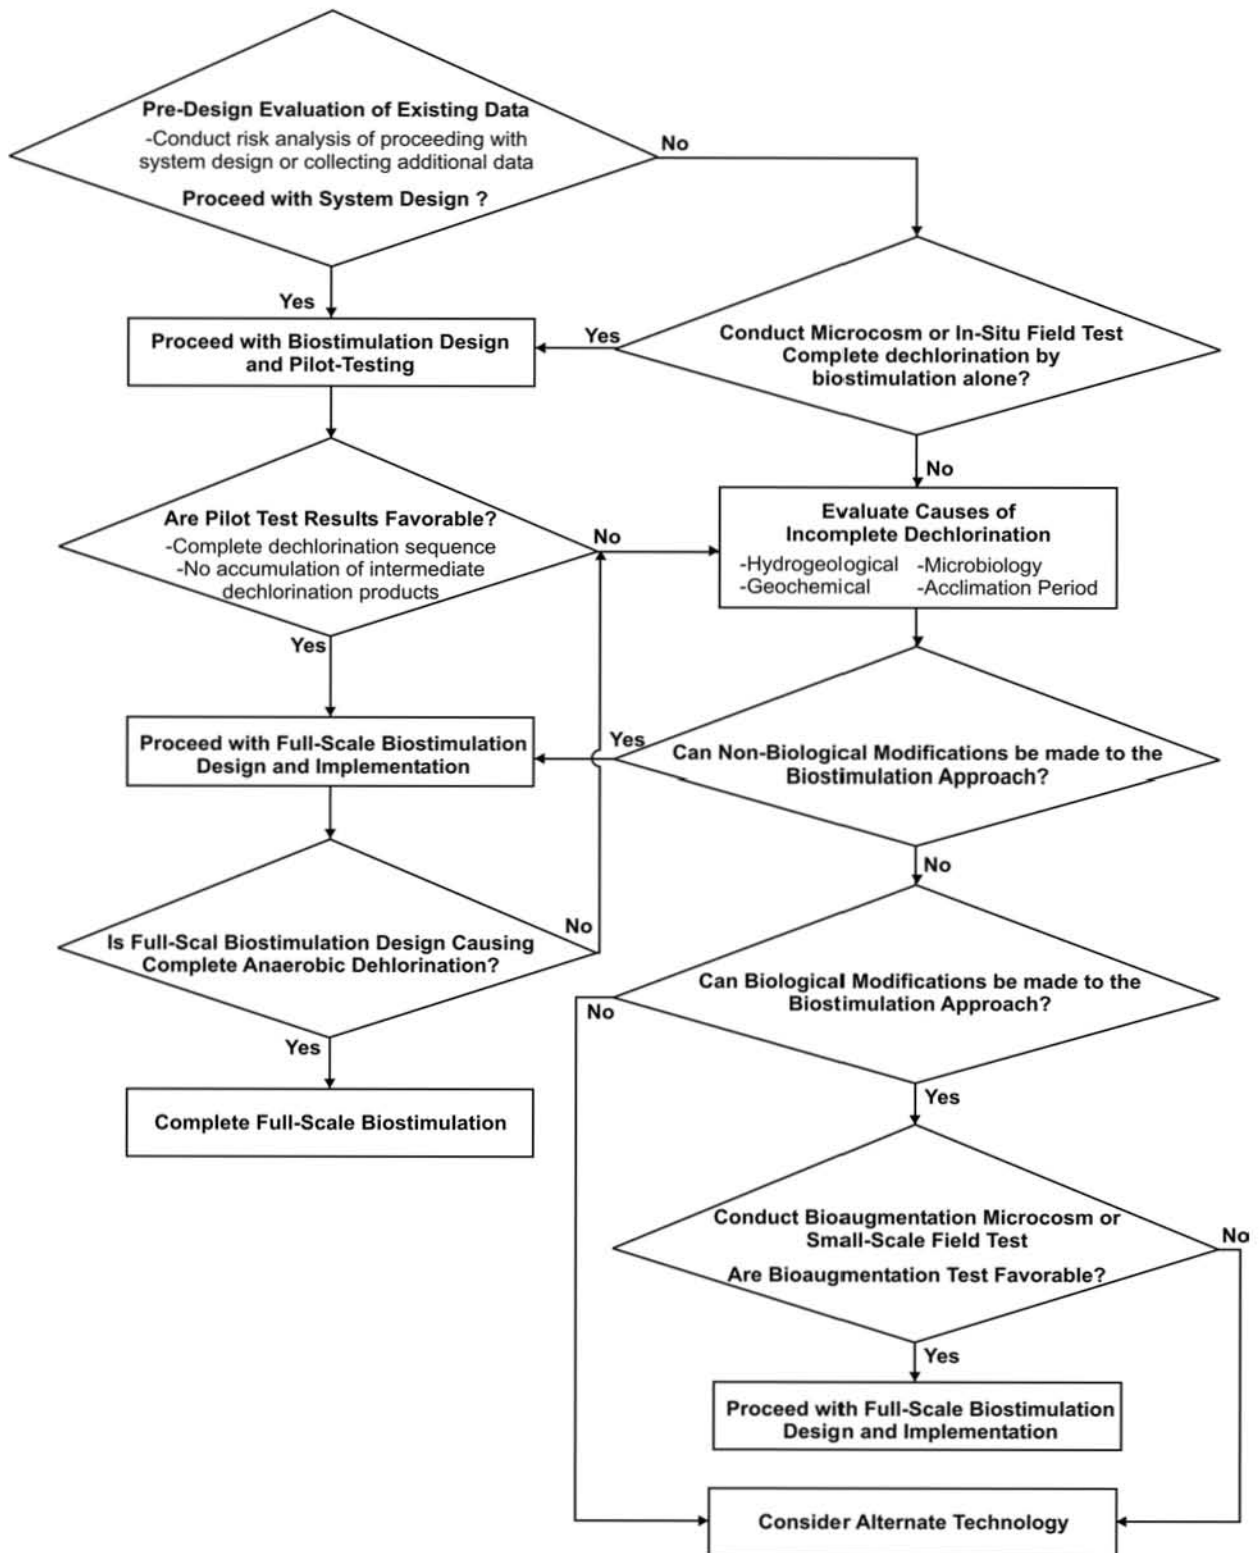 Pre-Design Evaluation of Existing Data
-Conduct risk analysis of proceeding with
system design or collecting additional data
Proceed with System Design ?
No
Yes
Proceed with Biostimulation Design
and Pilot-Testing
Yes
Conduct Microcosm or In-Situ Field Test
Complete dechlorination by
biostimulation alone?
No
Are Pilot Test Results Favorable?
-Complete dechlorination sequence
-No accumulation of intermediate
dechlorination products
No
Evaluate Causes of
Incomplete Dechlorination
-Hydrogeological -Microbiology
-Geochemical -Acclimation Period
Yes
Proceed with Full-Scale Biostimulation
Design and Implementation
Yes
Can Non-Biological Modifications be made to the
Biostimulation Approach?
No
Is Full-Scal Biostimulation Design Causing
Complete Anaerobic Dehlorination?
No
Can Biological Modifications be made to the
Biostimulation Approach?
No
Yes
Complete Full-Scale Biostimulation
Yes
Conduct Bioaugmentation Microcosm or
Small-Scale Field Test
Are Bioaugmentation Test Favorable?
No
Yes
Proceed with Full-Scale Biostimulation
Design and Implementation
Consider Alternate Technology